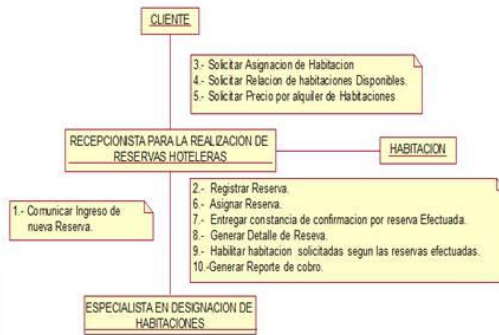 CLIENTE
3.- Solicitar Asignacion de Habitacion
4.- Solicitar Relacion de habitaciones Disponibles.
5.- Solicitar Precio por alquiler de Habitaciones
RECEPCIONISTA PARA LA REALIZACION DE
RESERVAS HOTELERAS
HABITACION
1.- Comunicar Ingreso de
nueva Reserva.
2.- Registrar Reserva.
6.- Asignar Reserva.
7.- Entregar constancia de confirmacion por reserva Efectuada.
8.- Generar Detalle de Reseva.
9.- Habilitar habitacion solicitadas segun las reservas efectuadas.
10.-Generar Reporte de cobro.
ESPECIALISTA EN DESIGNACION DE
HABITACIONES